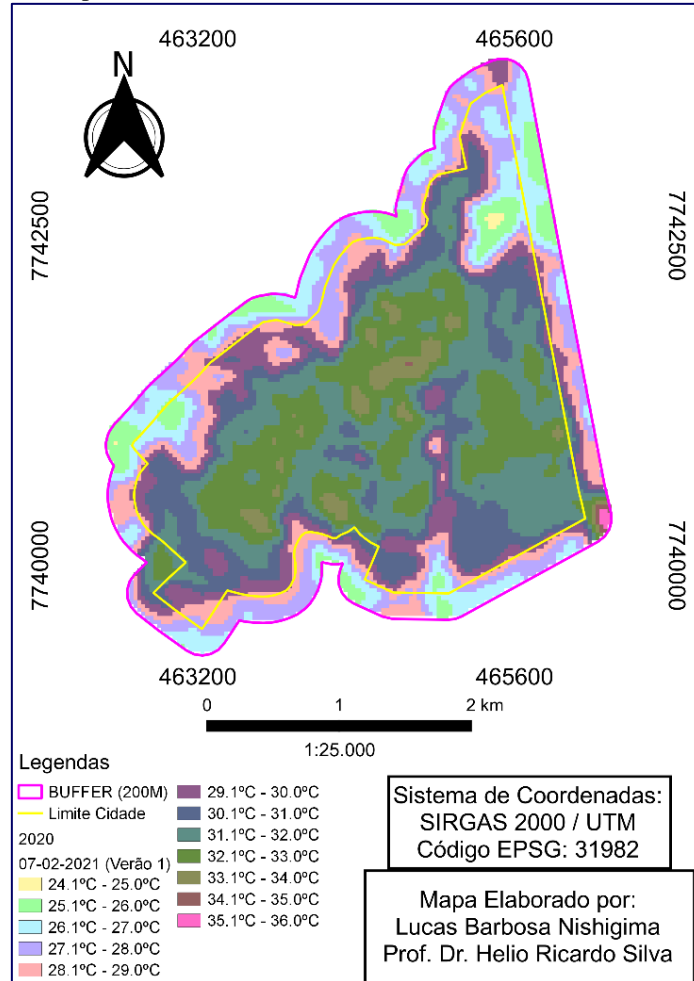 463200 465600
N
7742500 7742500
7740000 7740000
463200 465600
0 1 2 km
1:25.000
Legendas
BUFFER (200M)
Limite Cidade
2020
07-02-2021 (Verão 1)
24.1ºC - 25.0ºC
25.1ºC - 26.0ºC
26.1ºC - 27.0ºC
27.1ºC - 28.0ºC
28.1ºC - 29.0ºC
29.1ºC - 30.0ºC
30.1ºC - 31.0ºC
31.1ºC - 32.0ºC
32.1ºC - 33.0ºC
33.1ºC - 34.0ºC
34.1ºC - 35.0ºC
35.1ºC - 36.0ºC
Sistema de Coordenadas:
SIRGAS 2000 / UTM
Código EPSG: 31982
Mapa Elaborado por:
Lucas Barbosa Nishigima
Prof. Dr. Helio Ricardo Silva